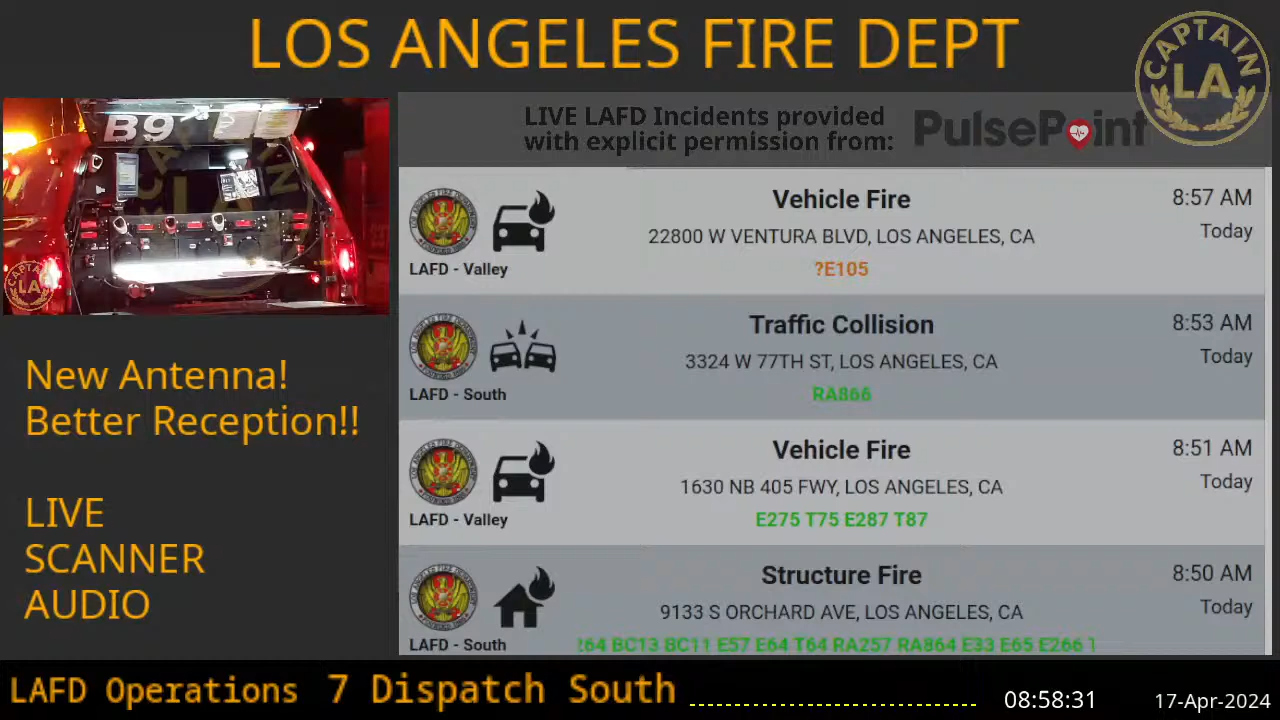 LOS ANGELES FIRE DEPT
CAPTAIN
LA
B9
CAPTAIN
LA
LIVE LAFD Incidents provided
with explicit permission from:
PulsePoint
Vehicle Fire
8:57 AM
22800 W VENTURA BLVD, LOS ANGELES, CA
Today
LAFD - Valley
?E105
Traffic Collision
8:53 AM
3324 W 77TH ST, LOS ANGELES, CA
Today
LAFD - South
RA866
Vehicle Fire
8:51 AM
1630 NB 405 FWY, LOS ANGELES, CA
Today
LAFD - Valley
E275 T75 E287 T87
Structure Fire
8:50 AM
9133 S ORCHARD AVE, LOS ANGELES, CA
Today
LAFD - South
264 BC13 BC11 E57 E64 T64 RA257 RA864 E33 E65 E266 T
New Antenna!
Better Reception!!
LIVE
SCANNER
AUDIO
LAFD Operations 7 Dispatch South
08:58:31
17-Apr-2024